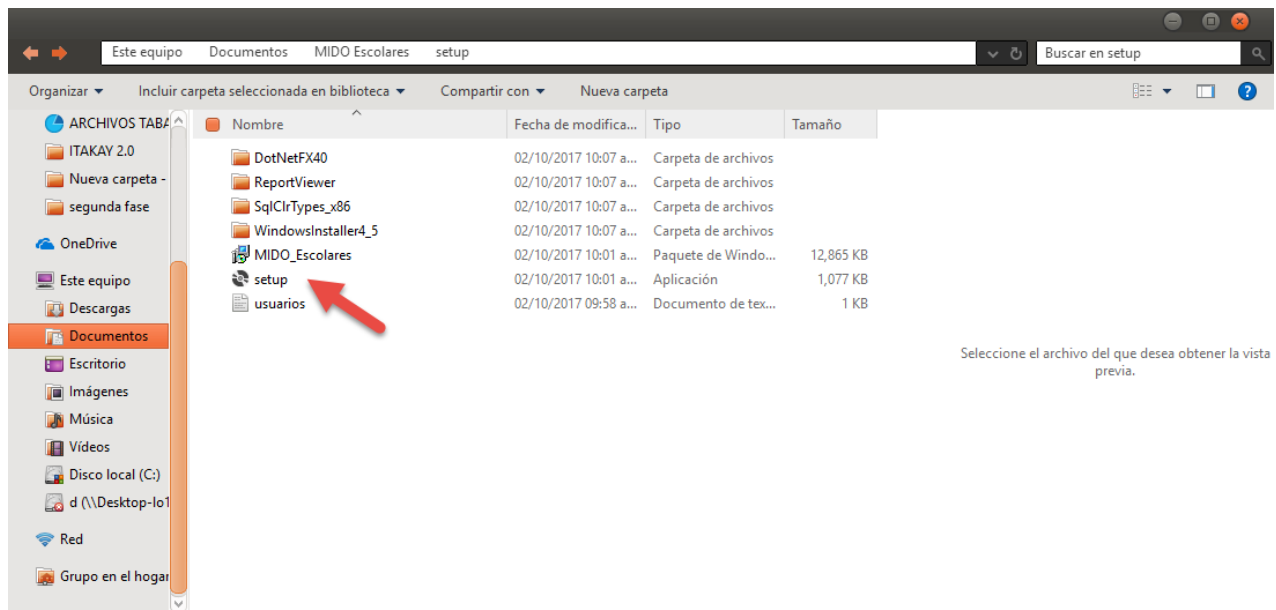 Este equipo Documentos MIDO Escolares setup Buscar en setup
Organizar Incluir carpeta seleccionada en biblioteca Compartir con Nueva carpeta
ARCHIVOS TABA
ITAKAY 2.0
Nueva carpeta -
segunda fase
OneDrive
Este equipo
Descargas
Documentos
Escritorio
Imágenes
Música
Vídeos
Disco local (C:)
d (\\Desktop-lo1
Red
Grupo en el hogar
Nombre Fecha de modifica... Tipo Tamaño
DotNetFX40 02/10/2017 10:07 a... Carpeta de archivos
ReportViewer 02/10/2017 10:07 a... Carpeta de archivos
SqlClrTypes_x86 02/10/2017 10:07 a... Carpeta de archivos
WindowsInstaller4_5 02/10/2017 10:07 a... Carpeta de archivos
MIDO_Escolares 02/10/2017 10:01 a... Paquete de Windo... 12,865 KB
setup 02/10/2017 10:01 a... Aplicación 1,077 KB
usuarios 02/10/2017 09:58 a... Documento de tex... 1 KB
Seleccione el archivo del que desea obtener la vista
previa.